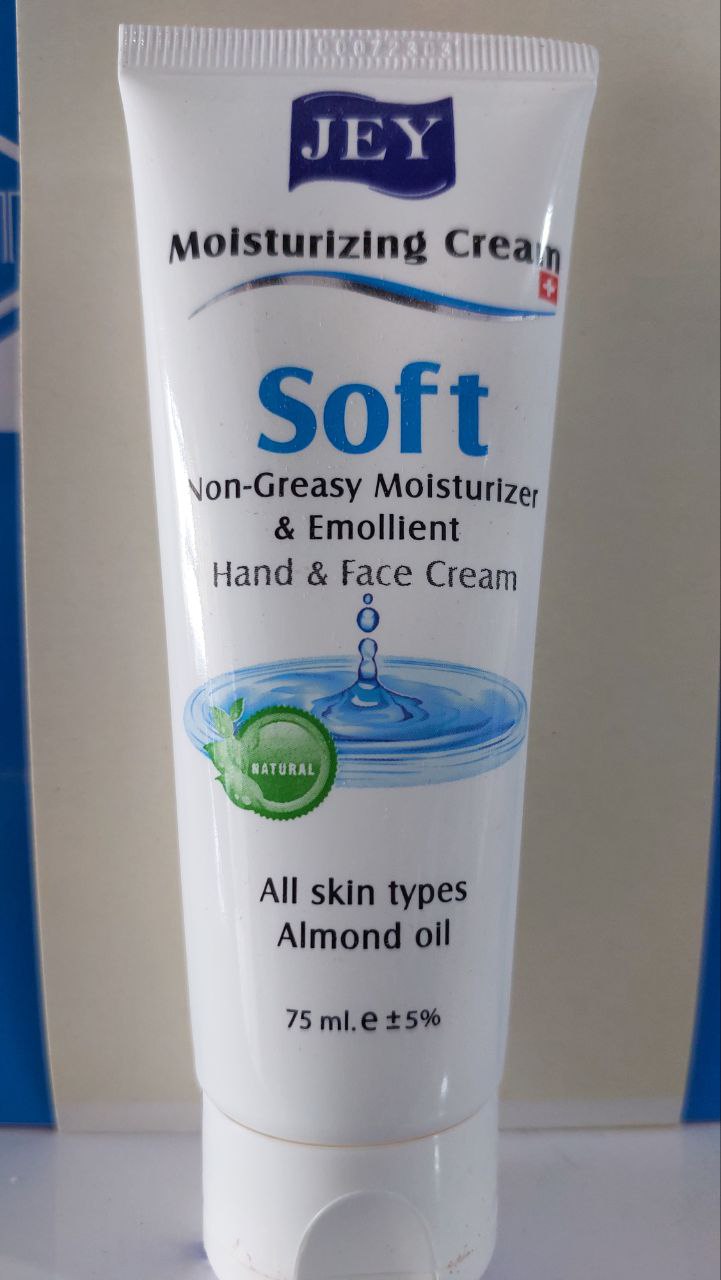 JEY
Moisturizing Cream
Soft
Non-Greasy Moisturizer
& Emollient
Hand & Face Cream
NATURAL
All skin types
Almond oil
75 ml.e ±5%